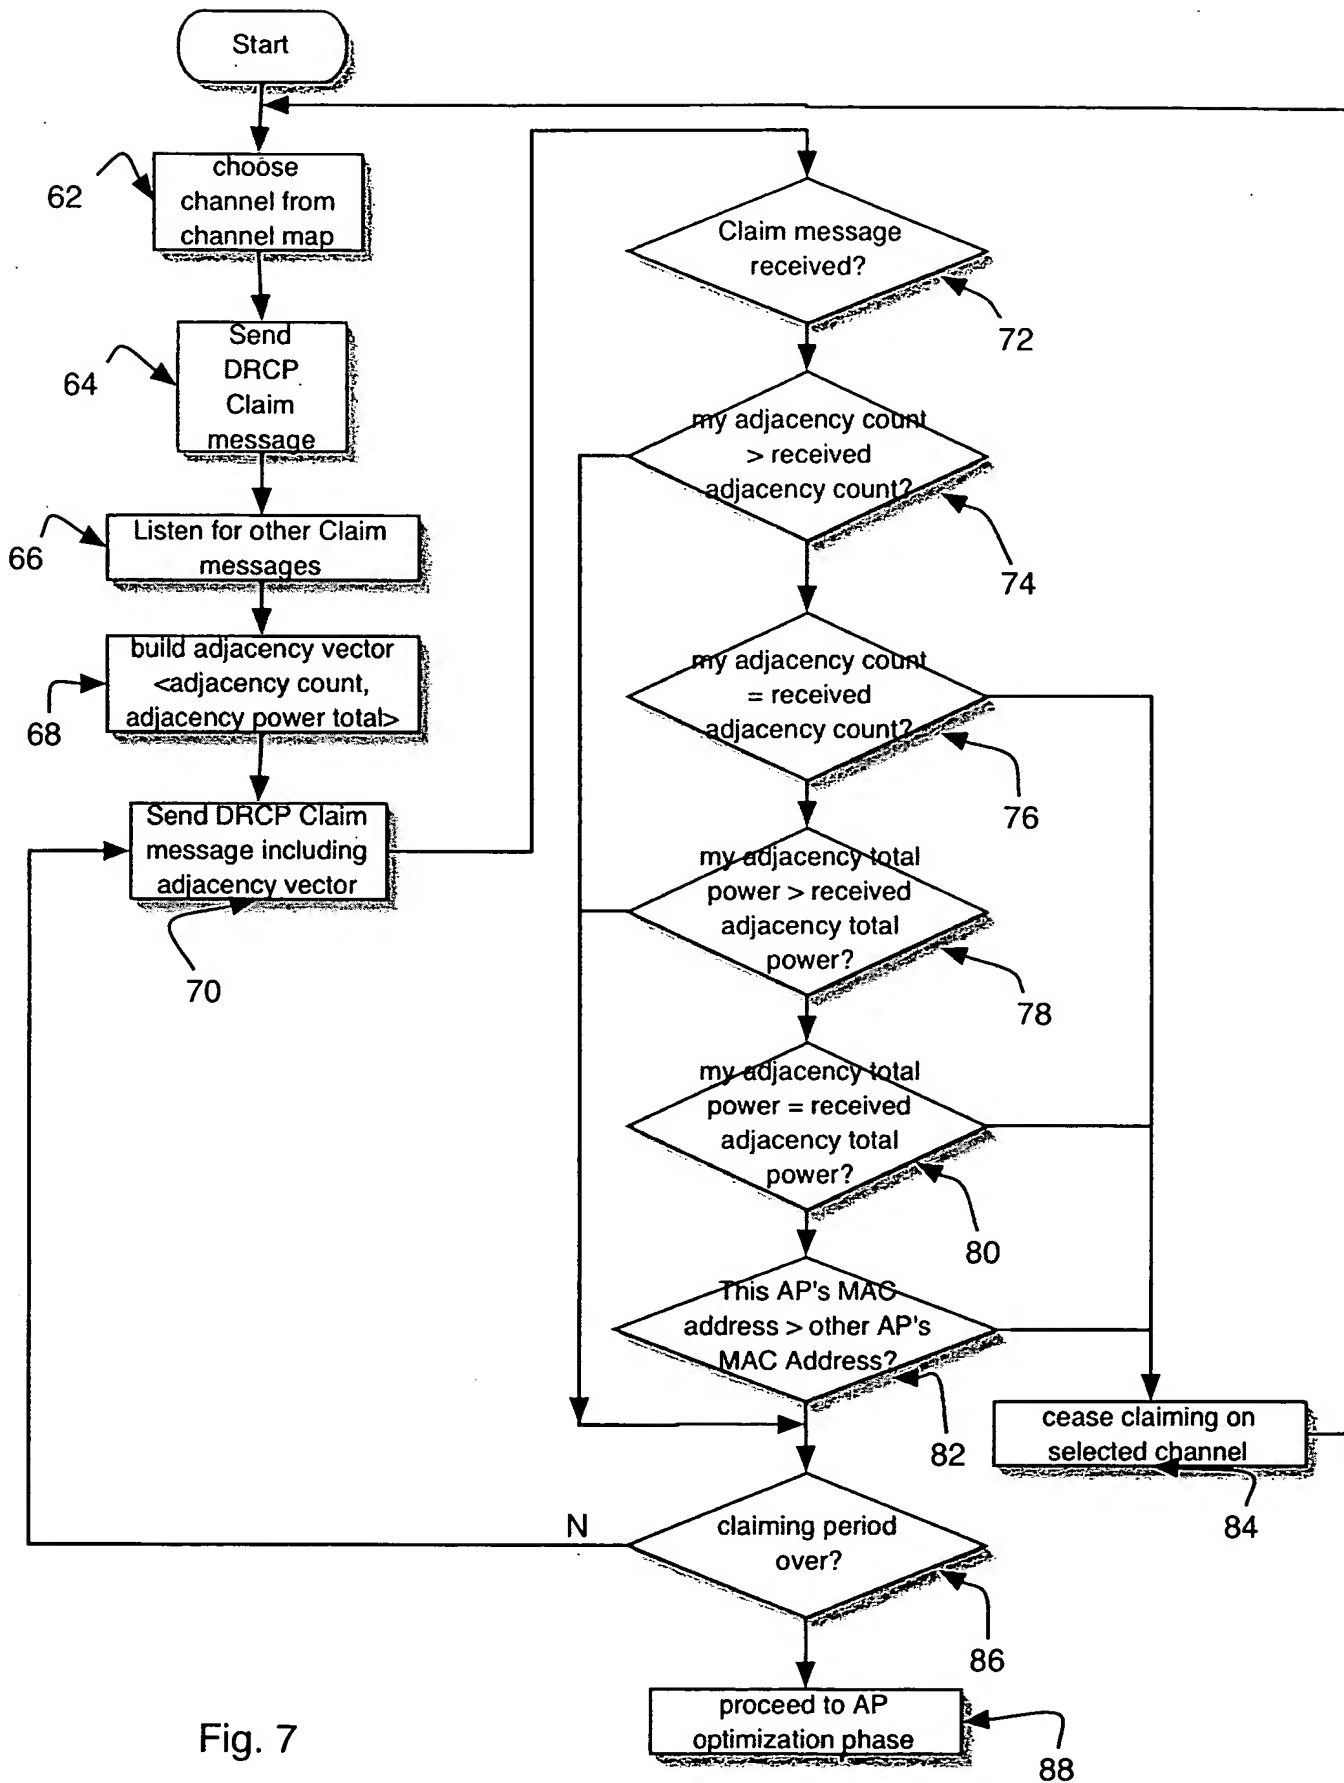 Start
choose
channel from
channel map
62
Send
DRCP
Claim
message
64
Listen for other Claim
messages
66
build adjacency vector
<adjacency count,
adjacency power total>
68
Send DRCP Claim
message including
adjacency vector
70
Claim message
received?
72
my adjacency count
> received
adjacency count?
74
my adjacency count
= received
adjacency count?
76
my adjacency total
power > received
adjacency total
power?
78
my adjacency total
power = received
adjacency total
power?
80
This AP's MAC
address > other AP's
MAC Address?
82
cease claiming on
selected channel
84
N
claiming period
over?
86
proceed to AP
optimization phase
88
Fig. 7